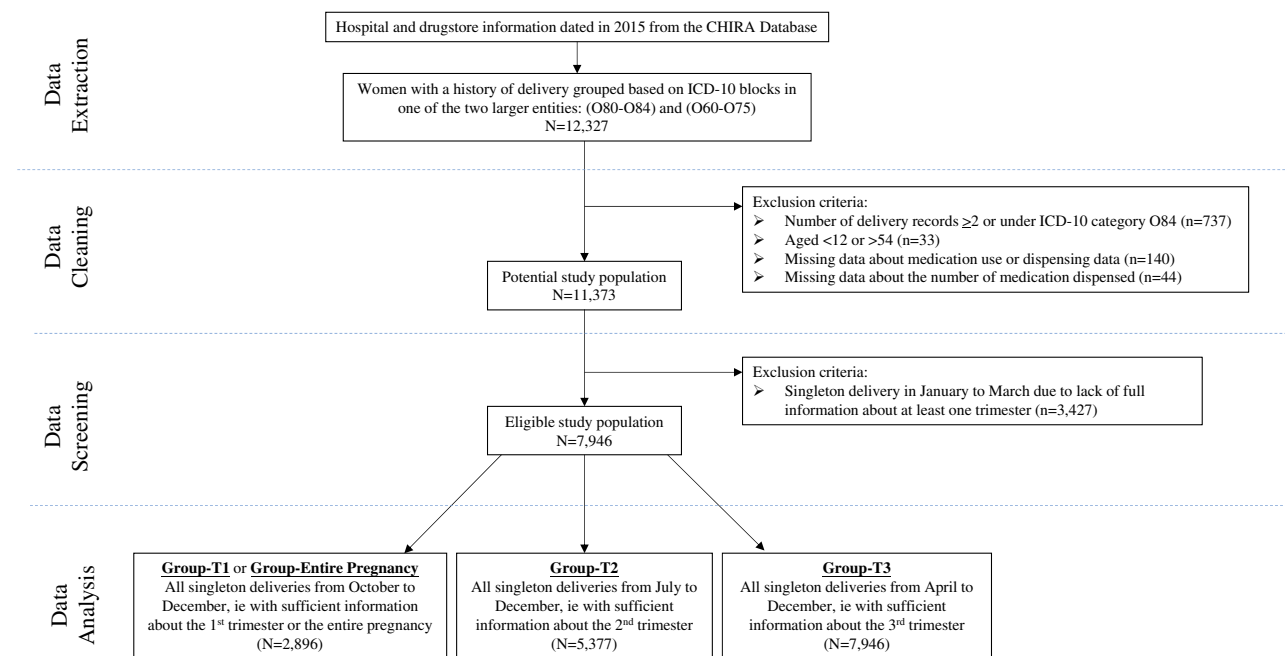 Data
Extraction
Hospital and drugstore information dated in 2015 from the CHIRA Database
Women with a history of delivery grouped based on ICD-10 blocks in
one of the two larger entities: (O80-O84) and (O60-O75)
N=12,327
Data
Cleaning
Exclusion criteria:
➢ Number of delivery records ≥2 or under ICD-10 category O84 (n=737)
➢ Aged <12 or >54 (n=33)
➢ Missing data about medication use or dispensing data (n=140)
➢ Missing data about the number of medication dispensed (n=44)
Potential study population
N=11,373
Data
Screening
Exclusion criteria:
➢ Singleton delivery in January to March due to lack of full
information about at least one trimester (n=3,427)
Eligible study population
N=7,946
Data
Analysis
Group-T1 or Group-Entire Pregnancy
All singleton deliveries from October to
December, ie with sufficient information
about the 1st trimester or the entire pregnancy
(N=2,896)
Group-T2
All singleton deliveries from July to
December, ie with sufficient
information about the 2nd trimester
(N=5,377)
Group-T3
All singleton deliveries from April to
December, ie with sufficient
information about the 3rd trimester
(N=7,946)